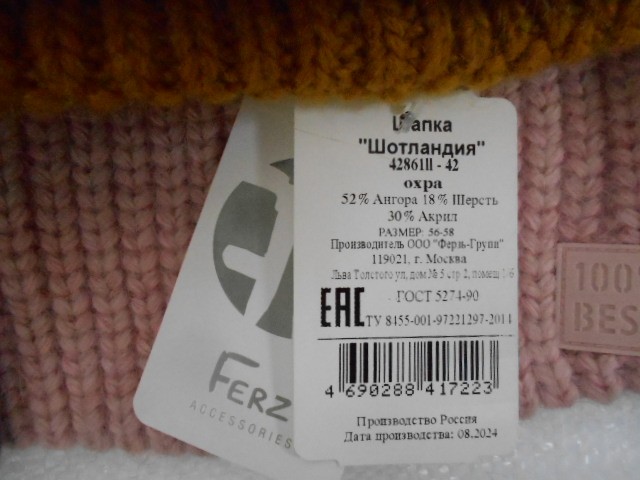 Шапка
"Шотландия"
42861П - 42
охра
52% Ангора 18% Шерсть
30% Акрил
РАЗМЕР: 56-58
Производитель ООО "Ферзь-Групп"
119021, г. Москва
Льва Толстого ул, дом № 5 стр 2, помещ 1/6
ГОСТ 5274-90
EAC
ТУ 8455-001-97221297-2014
4 690288 417223
Производство Россия
Дата производства: 08.2024
FERZ
ACCESSORIES
100
BES